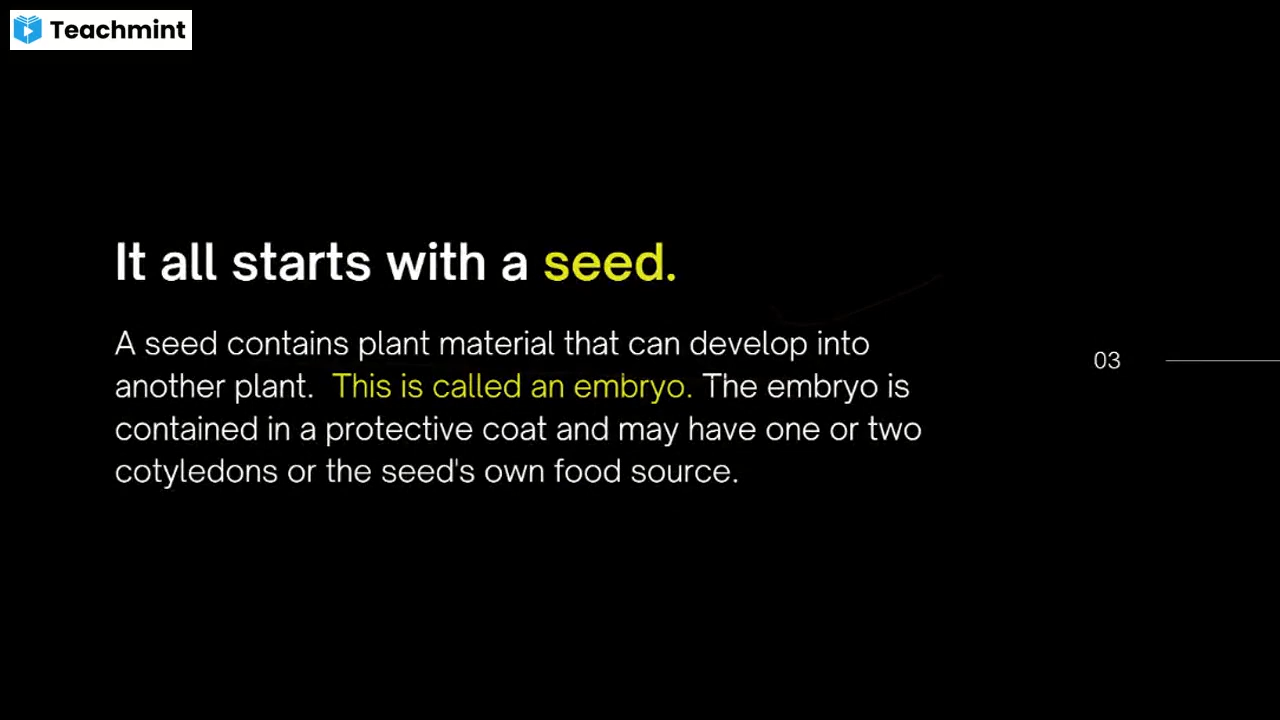 Teachmint
It all starts with a seed.
A seed contains plant material that can develop into
another plant.  This is called an embryo. The embryo is
contained in a protective coat and may have one or two
cotyledons or the seed's own food source.
03